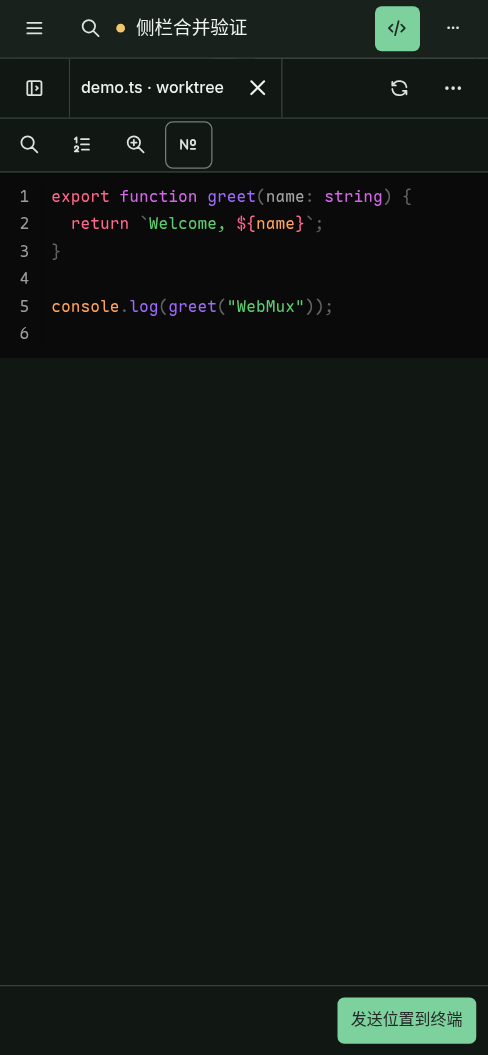 侧栏合并验证
demo.ts · worktree
Nº
1 export function greet(name: string) {
2   return `Welcome, ${name}`;
3 }
4
5 console.log(greet("WebMux"));
6
发送位置到终端